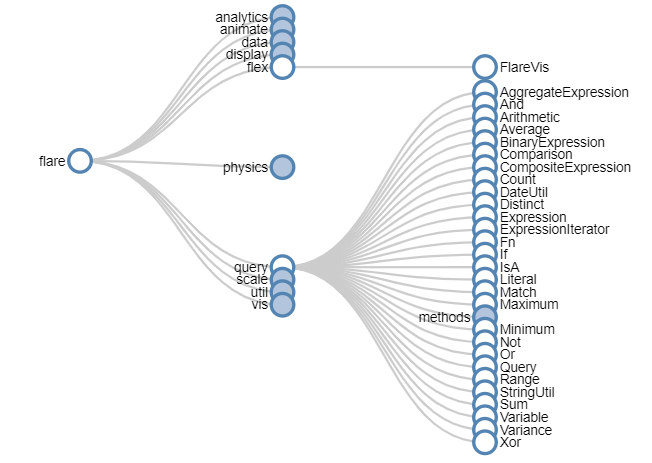 flare
analytics
animate
data
display
flex
physics
query
scale
util
vis
FlareVis
AggregateExpression
And
Arithmetic
Average
BinaryExpression
Comparison
CompositeExpression
Count
DateUtil
Distinct
Expression
ExpressionIterator
Fn
If
IsA
Literal
Match
Maximum
methods
Minimum
Not
Or
Query
Range
StringUtil
Sum
Variable
Variance
Xor